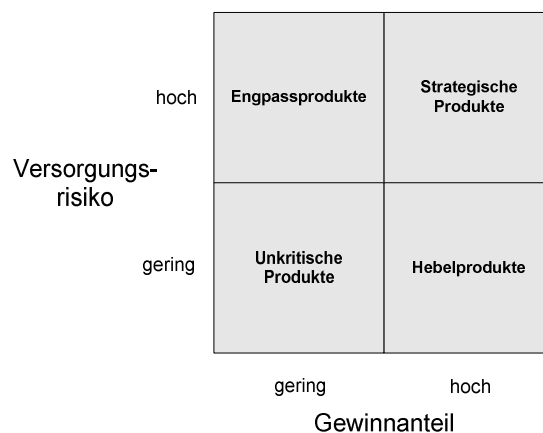 hoch
Engpassprodukte
Strategische
Produkte
Versorgungs-
risiko
gering
Unkritische
Produkte
Hebelprodukte
gering
hoch
Gewinnanteil